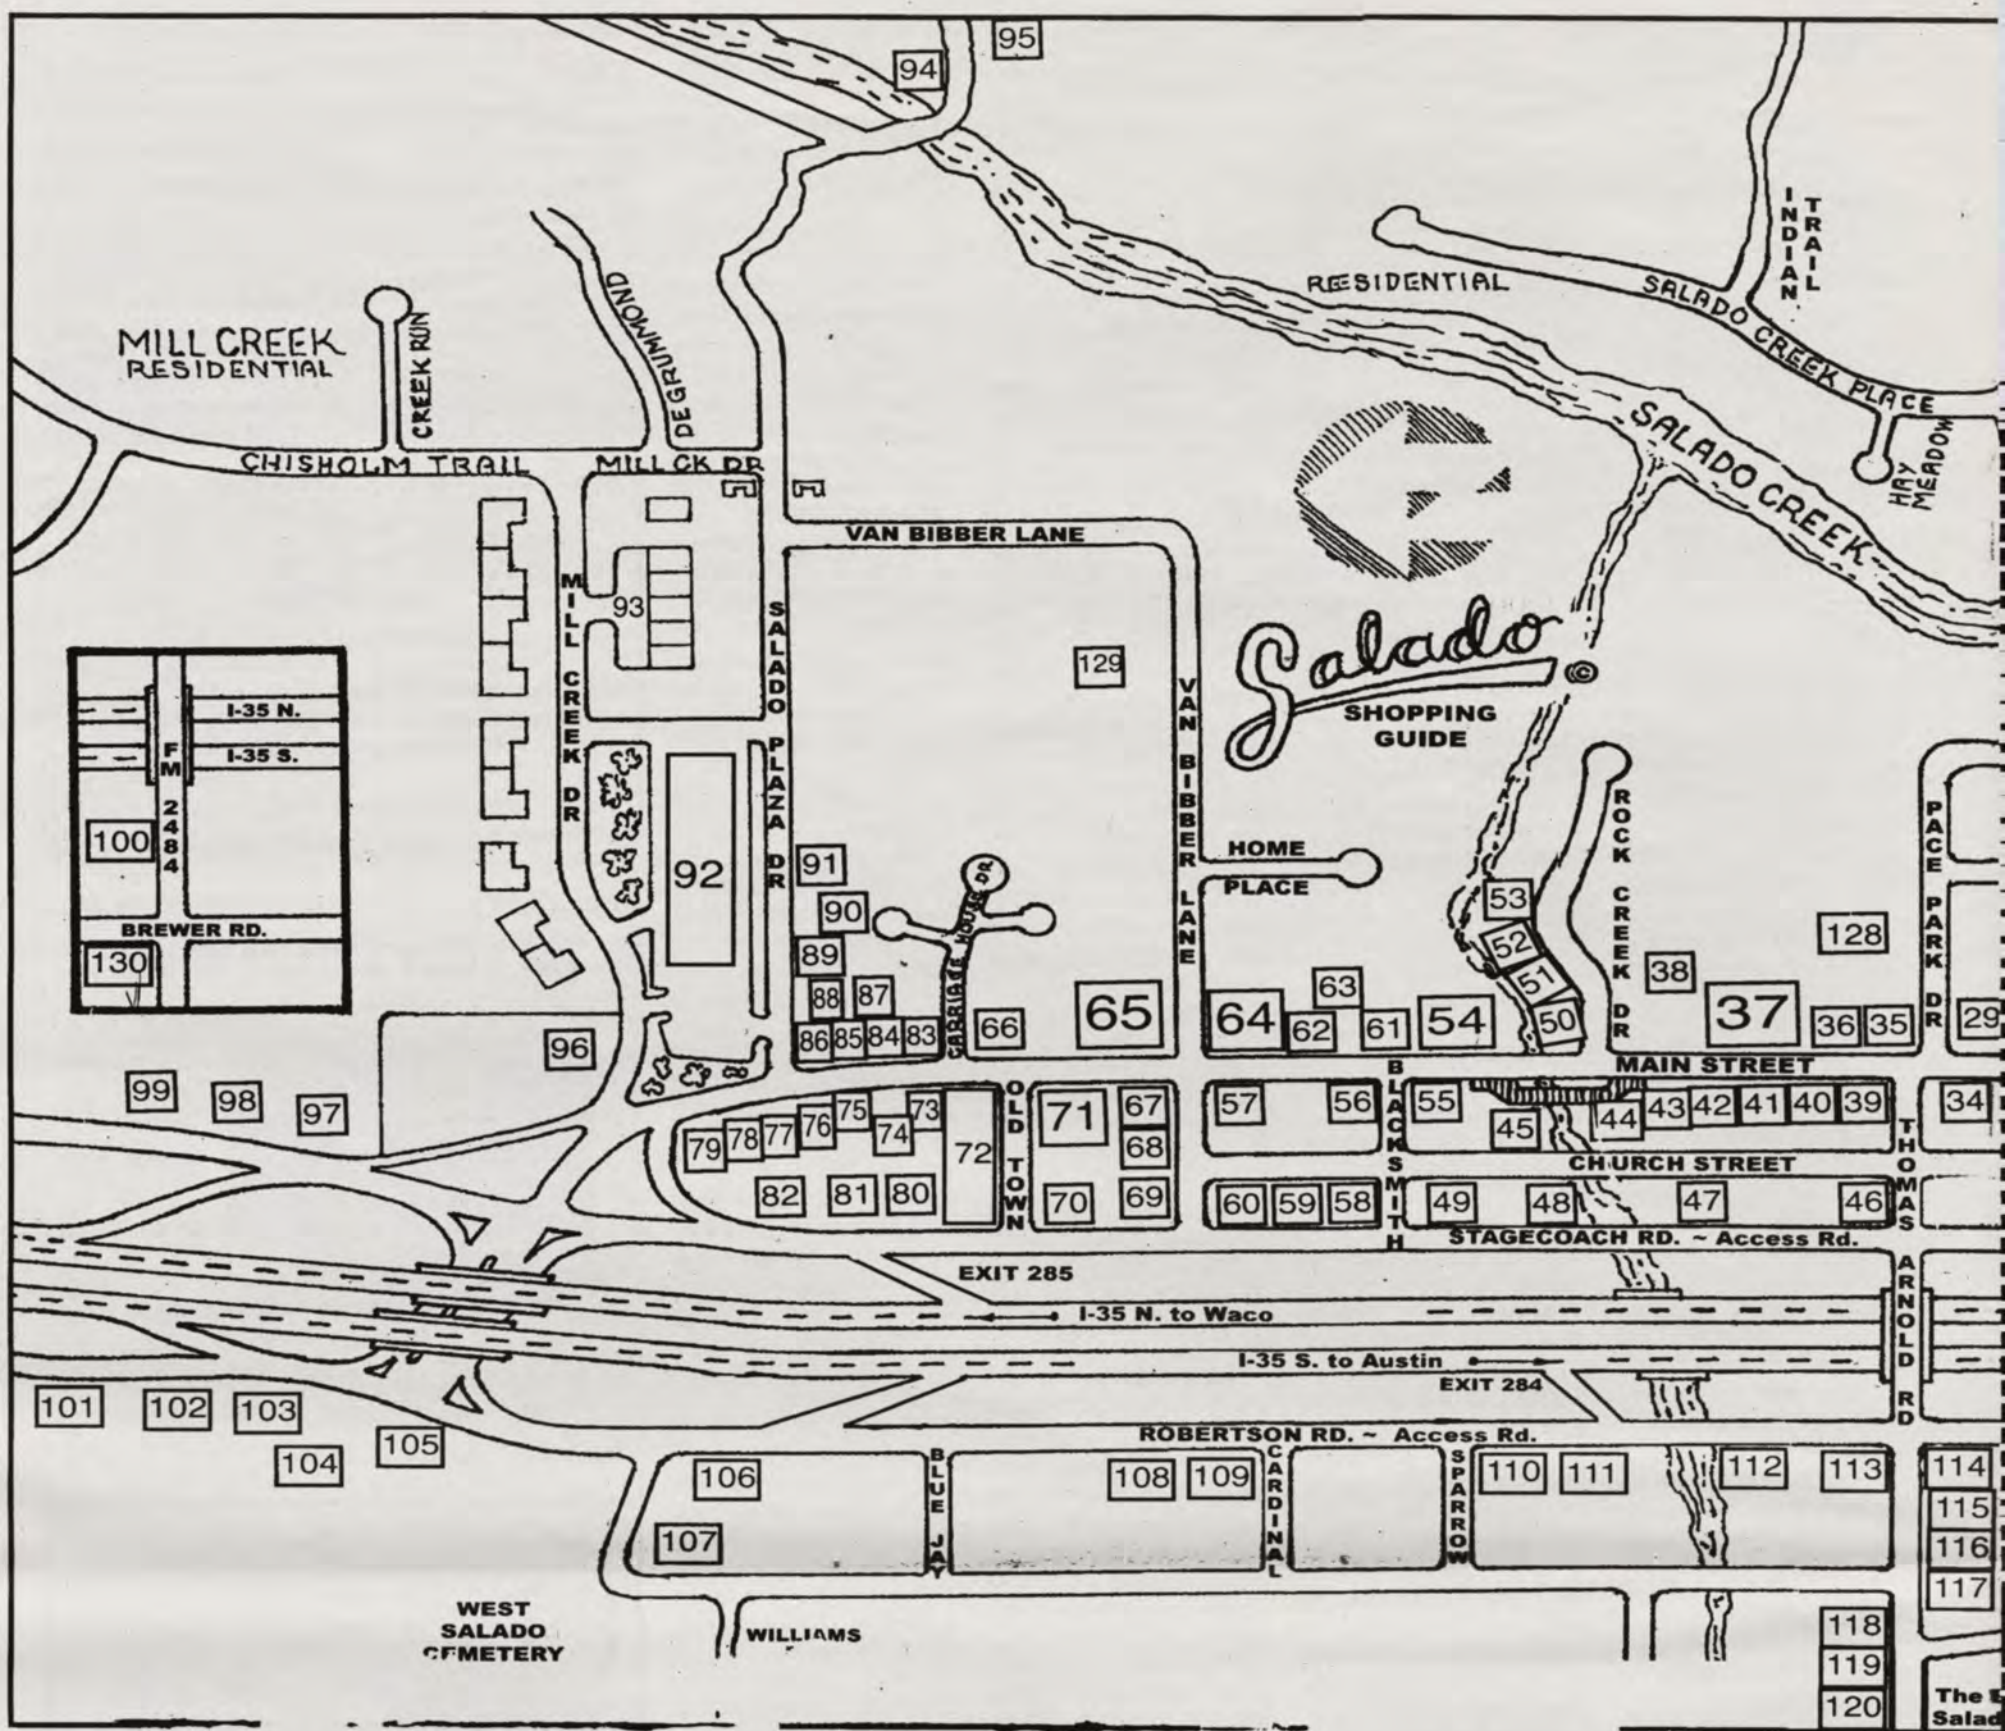 95
94
INDIAN
TRAIL
RESIDENTIAL
SALADO CREEK PLACE
HAY
MEADOW
MILL CREEK
RESIDENTIAL
CREEK RUN
DEGRUMMOND
CHISHOLM TRAIL
MILL CK DR
SALADO CREEK
VAN BIBBER LANE
MILL CREEK DR
93
SALADO PLAZA DR
129
VAN BIBBER LANE
Salado ©
SHOPPING
GUIDE
I-35 N.
I-35 S.
FM 2484
100
BREWER RD.
130
92
91
90
89
88
87
86
85
84
83
CARRIAGE HOUSE DR
66
65
HOME
PLACE
64
63
62
61
54
53
52
51
50
ROCK CREEK DR
38
37
128
36
35
PACE PARK DR
29
MAIN STREET
96
99
98
97
79
78
77
76
75
74
73
72
82
81
80
OLD TOWN
71
67
68
70
69
57
56
60
59
58
BLACKSMITH
55
45
44
43
42
41
40
39
34
CHURCH STREET
49
48
47
46
THOMAS ARNOLD RD
STAGECOACH RD. ~ Access Rd.
EXIT 285
I-35 N. to Waco
I-35 S. to Austin
EXIT 284
ROBERTSON RD. ~ Access Rd.
101
102
103
104
105
106
107
BLUE JAY
108
109
CARDINAL
SPARROW
110
111
112
113
114
115
116
117
118
119
120
WEST
SALADO
CEMETERY
WILLIAMS
The
Salad